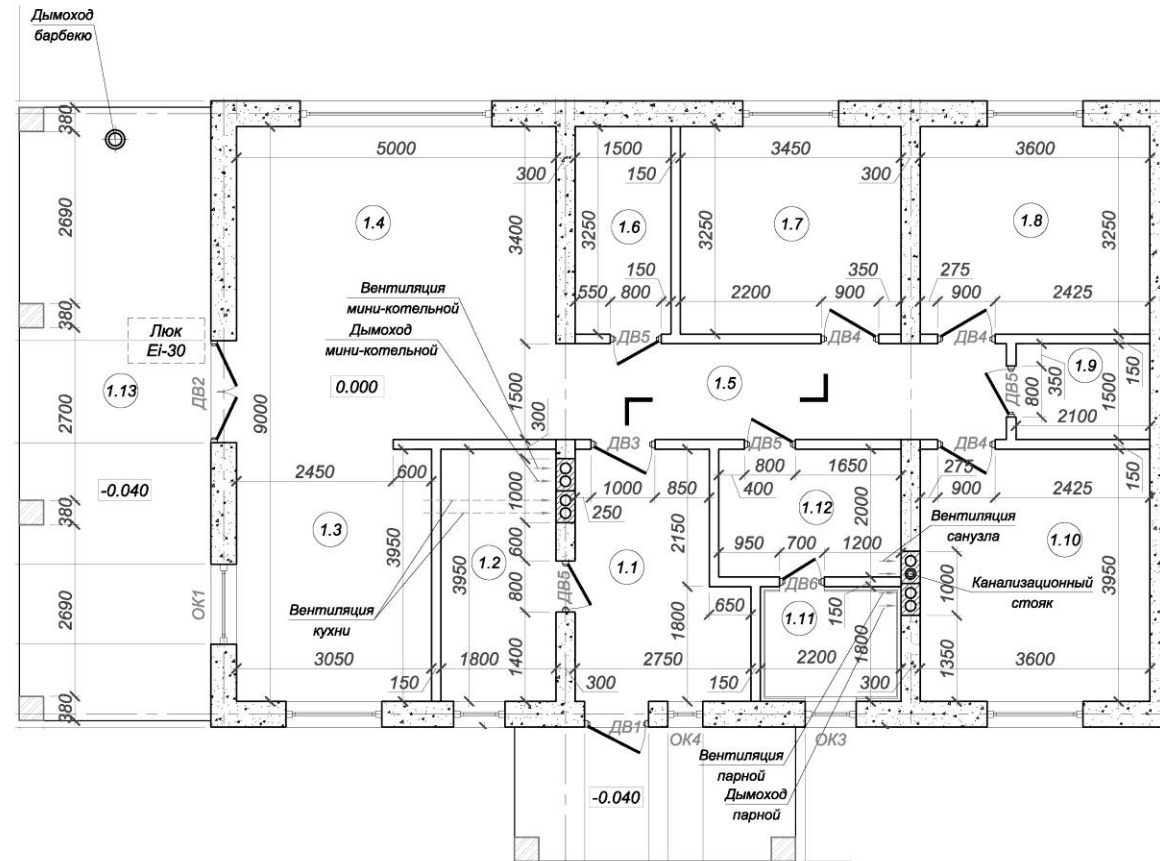 Дымоход
барбекю
380
5000
1500
3450
3600
300
150
300
2690
1.4
3400
3250
1.6
3250
1.7
1.8
3250
150
350
275
550
800
2200
900
900
2425
Вентиляция
мини-котельной
Дымоход
мини-котельной
380
Люк
Ei-30
ДВ5
ДВ4
ДВ4
1.13
ДВ2
0.000
1.5
1500
ДВ5
800
350
1.9
1500
150
2700
9000
2100
300
ДВ3
ДВ5
ДВ4
2450
600
1000
850
800
1650
275
900
2425
150
-0.040
1000
250
400
2000
380
1.3
3950
1.2
3950
600
1.1
2150
1.12
950
700
1200
Вентиляция
санузла
1.10
3950
ОК1
Вентиляция
кухни
800
ДВ5
ДВ6
150
1000
Канализационный
стояк
2690
650
1.11
1800
1800
3050
1800
1400
2750
2200
1350
3600
150
300
150
300
380
ДВ1
ОК4
ОК3
Вентиляция
парной
Дымоход
парной
-0.040